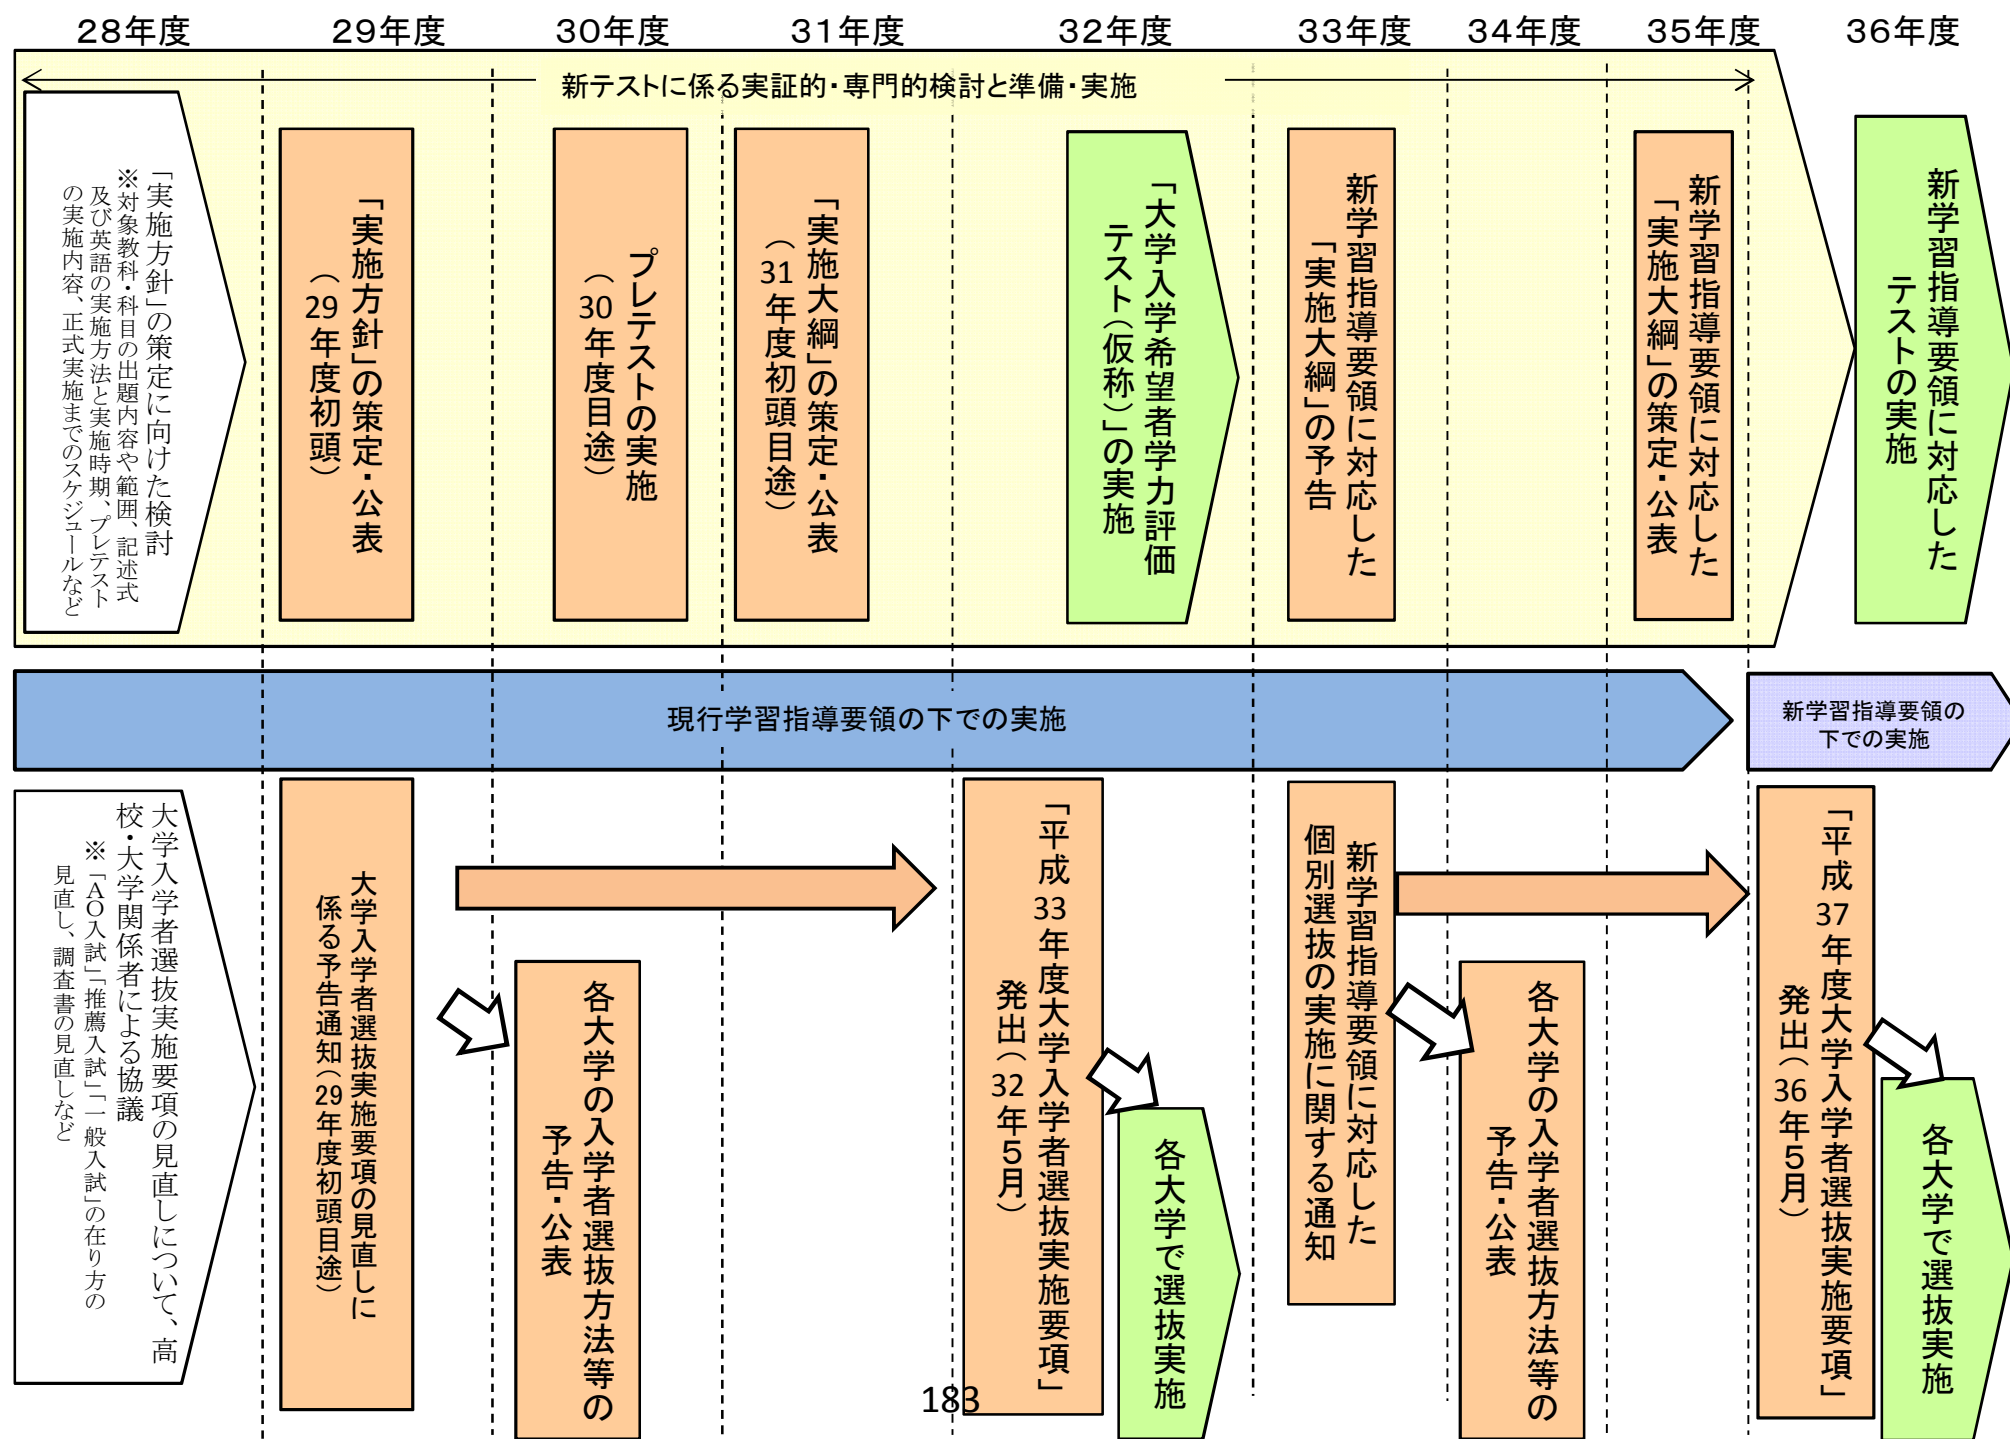 28年度
29年度
30年度
31年度
32年度
33年度
34年度
35年度
36年度
新テストに係る実証的・専門的検討と準備・実施
「実施方針」の策定に向けた検討
※対象教科・科目の出題内容や範囲、記述式
及び英語の実施方法と実施時期、プレテスト
の実施内容、正式実施までのスケジュールなど
「実施方針」の策定・公表
（29年度初頭）
プレテストの実施
（30年度目途）
「実施大綱」の策定・公表
（31年度初頭目途）
「大学入学希望者学力評価
テスト（仮称）」の実施
新学習指導要領に対応した
「実施大綱」の予告
新学習指導要領に対応した
「実施大綱」の策定・公表
新学習指導要領に対応した
テストの実施
現行学習指導要領の下での実施
新学習指導要領の
下での実施
大学入学者選抜実施要項の見直しについて、高
校・大学関係者による協議
※「AO入試」「推薦入試」「一般入試」の在り方の
見直し、調査書の見直しなど
大学入学者選抜実施要項の見直しに
係る予告通知（29年度初頭目途）
各大学の入学者選抜方法等の
予告・公表
「平成33年度大学入学者選抜実施要項」
発出（32年5月）
各大学で選抜実施
新学習指導要領に対応した
個別選抜の実施に関する通知
各大学の入学者選抜方法等の
予告・公表
「平成37年度大学入学者選抜実施要項」
発出（36年5月）
各大学で選抜実施
183